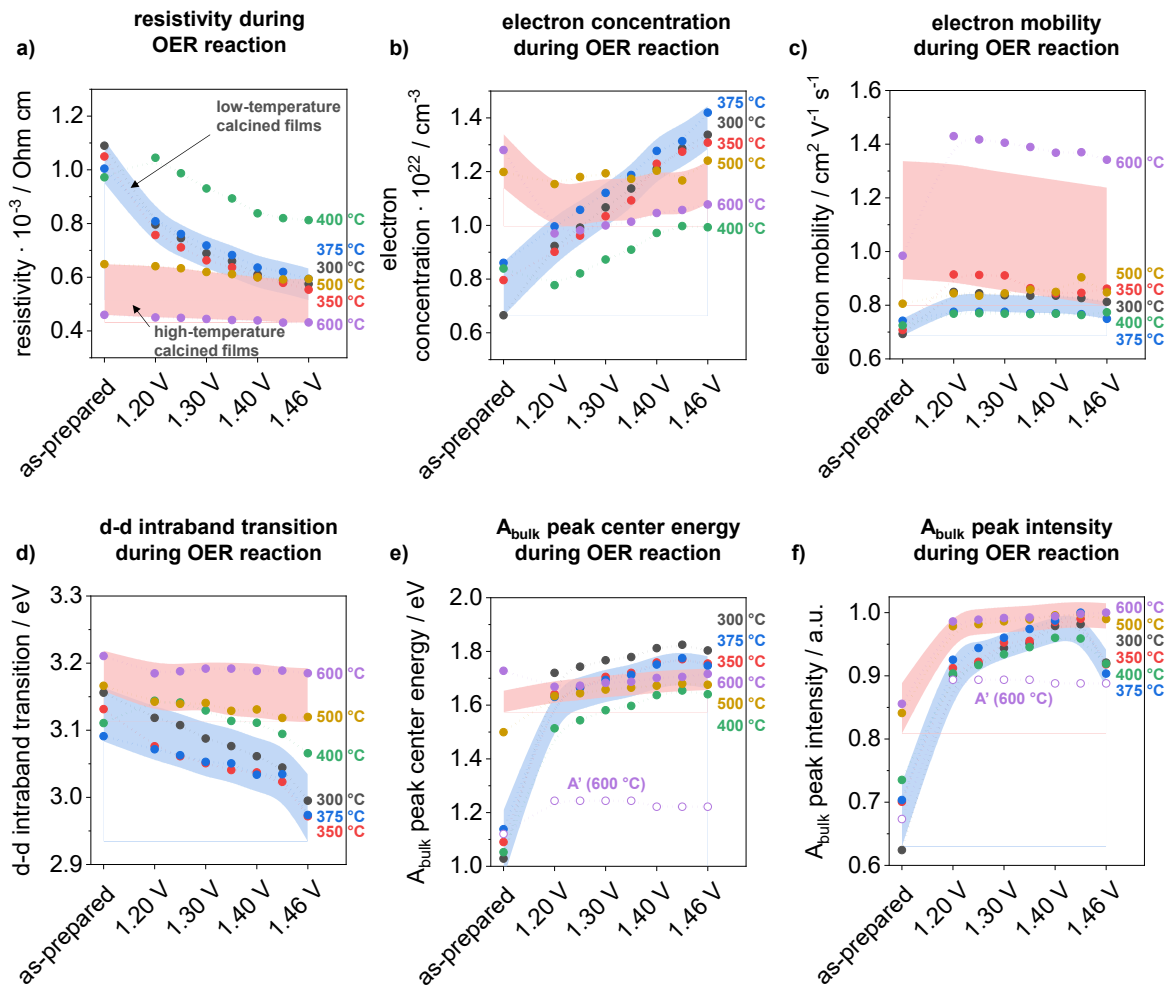 a)
resistivity during
OER reaction
resistivity · 10⁻³ / Ohm cm
1.2
1.0
0.8
0.6
0.4
low-temperature
calcined films
high-temperature
calcined films
400 °C
375 °C
300 °C
500 °C
350 °C
600 °C
as-prepared
1.20 V
1.30 V
1.40 V
1.46 V
b)
electron concentration
during OER reaction
electron
concentration · 10²² / cm⁻³
1.4
1.2
1.0
0.8
0.6
375 °C
300 °C
350 °C
500 °C
600 °C
400 °C
as-prepared
1.20 V
1.30 V
1.40 V
1.46 V
c)
electron mobility
during OER reaction
electron mobility / cm² V⁻¹ s⁻¹
1.6
1.4
1.2
1.0
0.8
0.6
600 °C
500 °C
350 °C
300 °C
400 °C
375 °C
as-prepared
1.20 V
1.30 V
1.40 V
1.46 V
d)
d-d intraband transition
during OER reaction
d-d intraband transition / eV
3.3
3.2
3.1
3.0
2.9
600 °C
500 °C
400 °C
300 °C
375 °C
350 °C
as-prepared
1.20 V
1.30 V
1.40 V
1.46 V
e)
A_bulk peak center energy
during OER reaction
A_bulk peak center energy / eV
2.0
1.8
1.6
1.4
1.2
1.0
300 °C
375 °C
350 °C
600 °C
500 °C
400 °C
A' (600 °C)
as-prepared
1.20 V
1.30 V
1.40 V
1.46 V
f)
A_bulk peak intensity
during OER reaction
A_bulk peak intensity / a.u.
1.0
0.9
0.8
0.7
0.6
600 °C
500 °C
300 °C
350 °C
400 °C
375 °C
A' (600 °C)
as-prepared
1.20 V
1.30 V
1.40 V
1.46 V